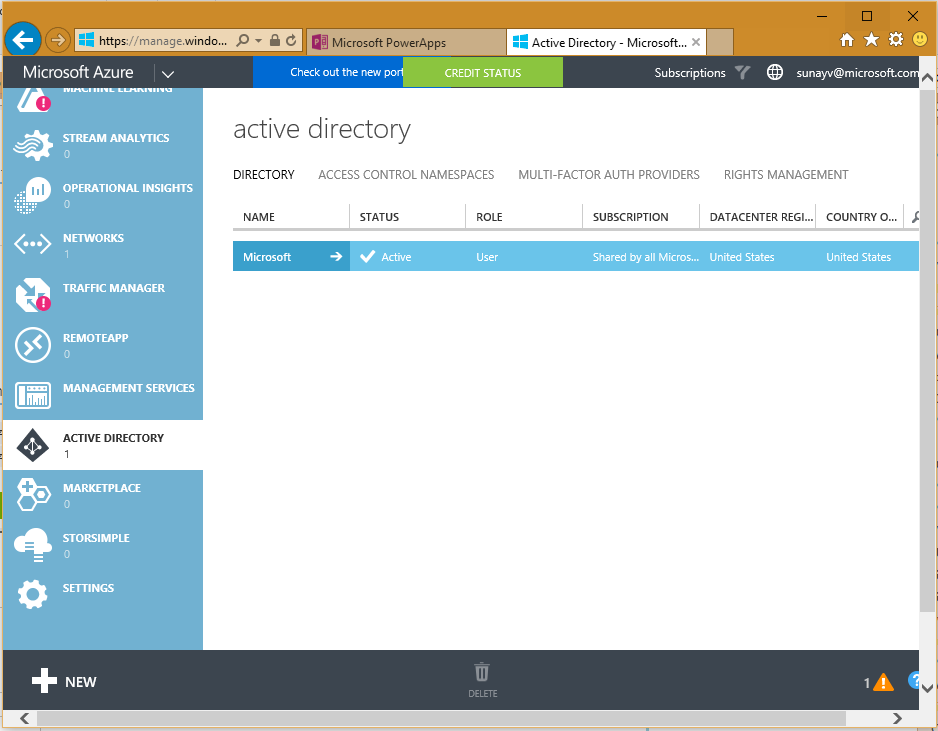 https://manage.windo...
Microsoft PowerApps
Active Directory - Microsoft...
Microsoft Azure
Check out the new port
CREDIT STATUS
Subscriptions
sunayv@microsoft.com
MACHINE LEARNING
STREAM ANALYTICS
0
OPERATIONAL INSIGHTS
0
NETWORKS
1
TRAFFIC MANAGER
REMOTEAPP
0
MANAGEMENT SERVICES
ACTIVE DIRECTORY
1
MARKETPLACE
0
STORSIMPLE
0
SETTINGS
active directory
DIRECTORY ACCESS CONTROL NAMESPACES MULTI-FACTOR AUTH PROVIDERS RIGHTS MANAGEMENT
NAME STATUS ROLE SUBSCRIPTION DATACENTER REGI... COUNTRY O...
Microsoft Active User Shared by all Micros... United States United States
NEW
DELETE
1